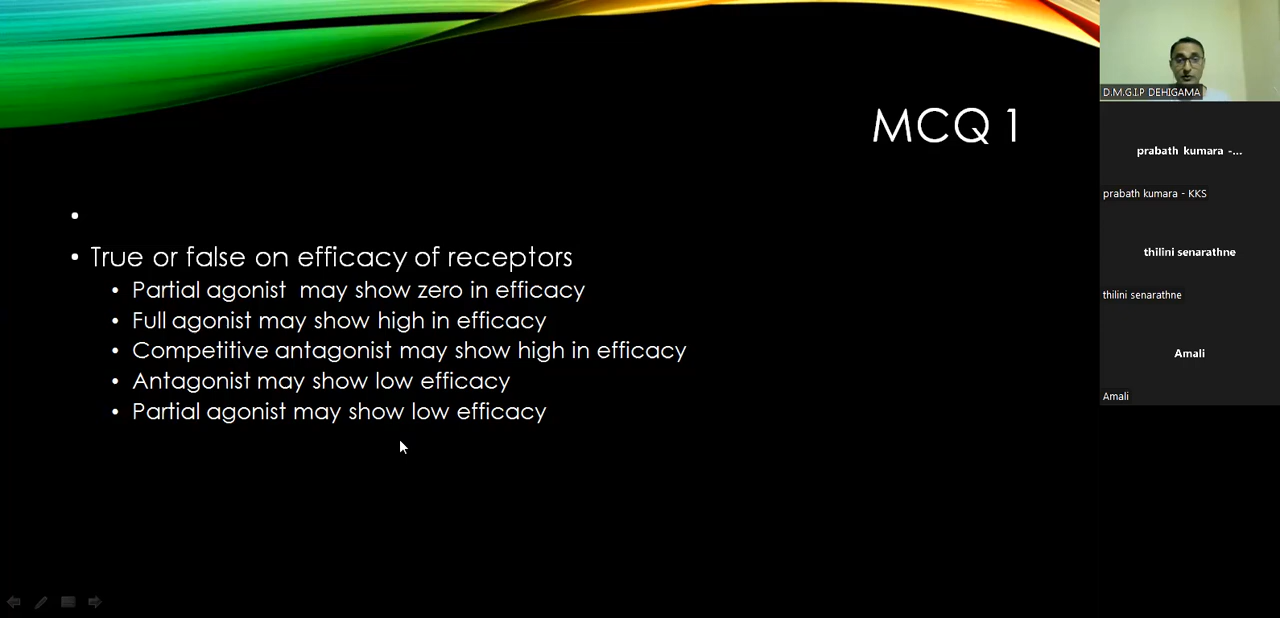 MCQ 1
True or false on efficacy of receptors
Partial agonist may show zero in efficacy
Full agonist may show high in efficacy
Competitive antagonist may show high in efficacy
Antagonist may show low efficacy
Partial agonist may show low efficacy
D.M.G.I.P DEHIGAMA
prabath kumara -...
prabath kumara - KKS
thilini senarathne
thilini senarathne
Amali
Amali